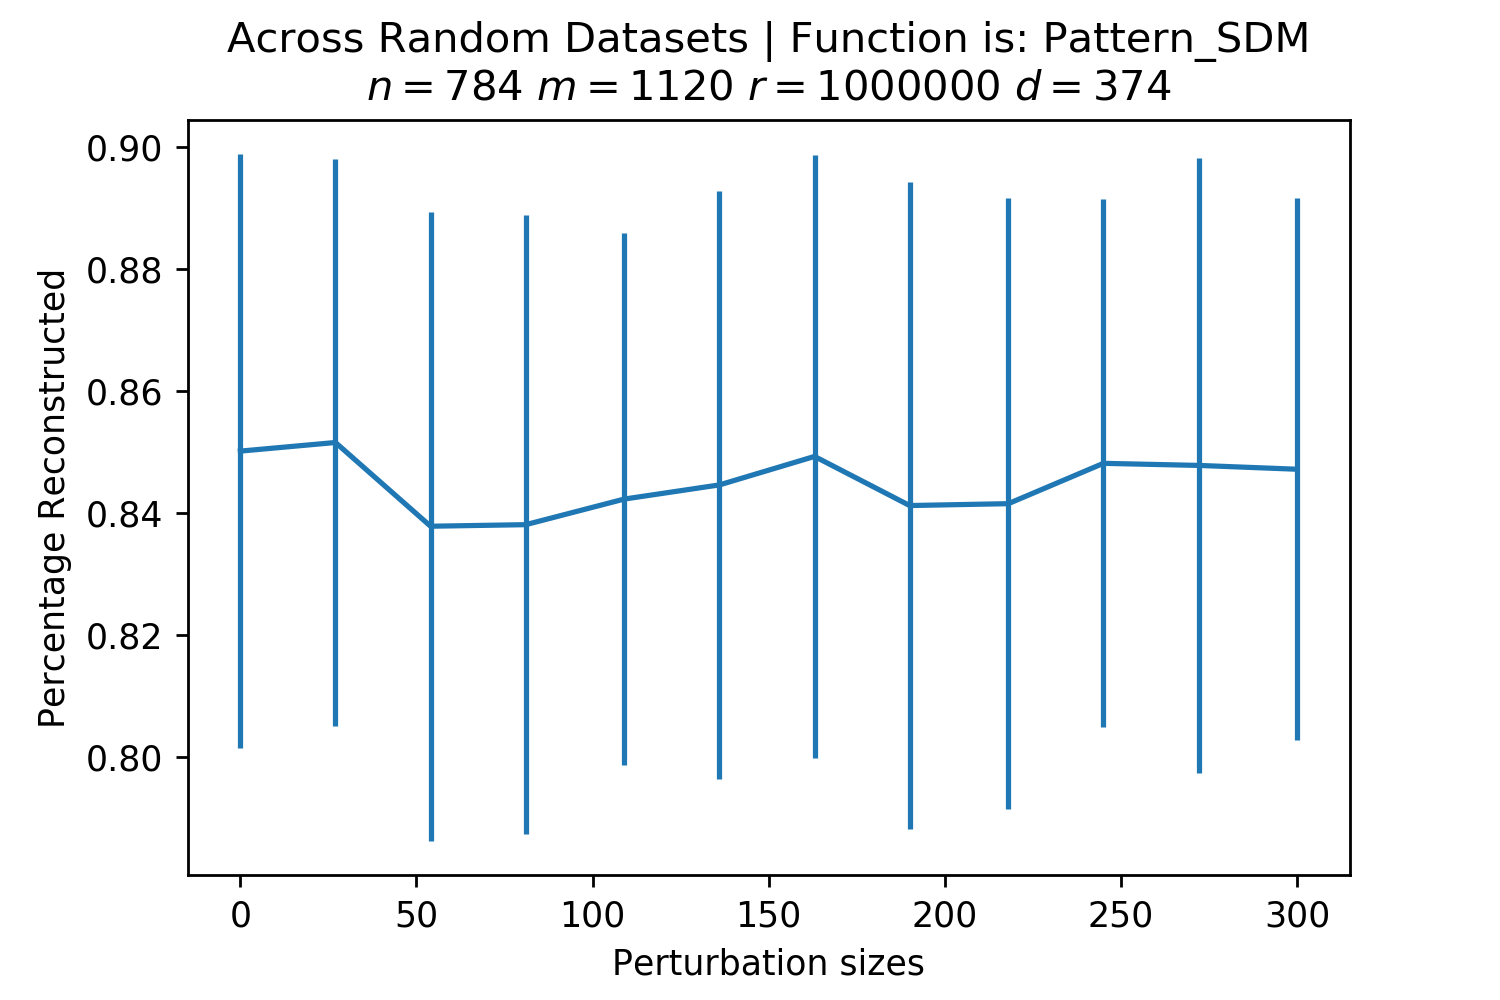 Across Random Datasets | Function is: Pattern_SDM
n = 784 m = 1120 r = 1000000 d = 374
Percentage Reconstructed
0.90
0.88
0.86
0.84
0.82
0.80
0 50 100 150 200 250 300
Perturbation sizes